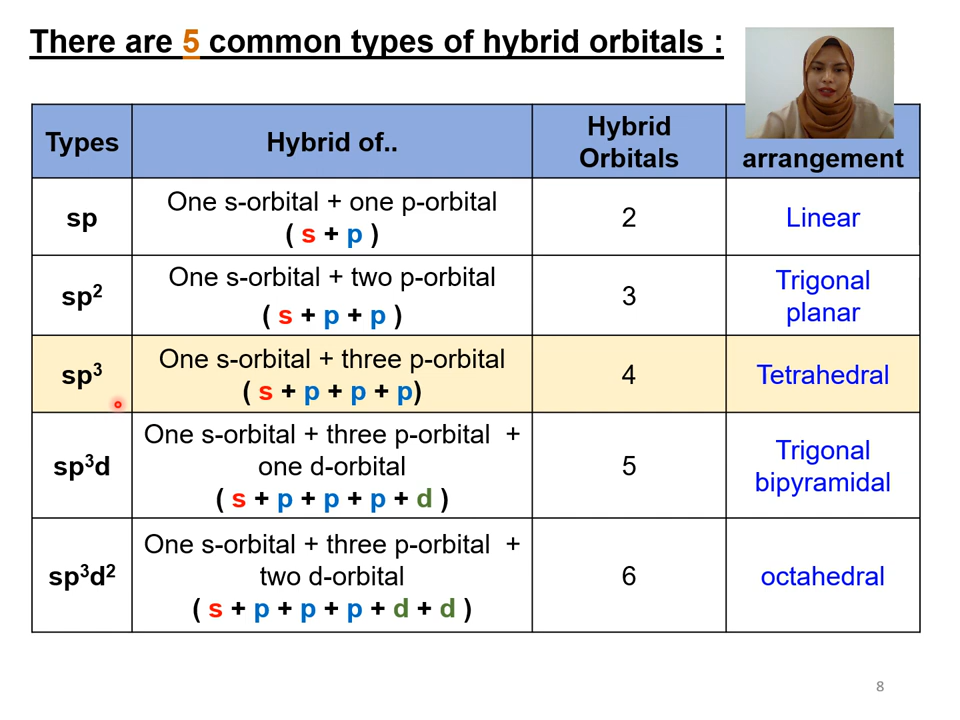 There are 5 common types of hybrid orbitals :
Types
Hybrid of..
Hybrid
Orbitals
arrangement
sp
One s-orbital + one p-orbital
( s + p )
2
Linear
sp²
One s-orbital + two p-orbital
( s + p + p )
3
Trigonal
planar
sp³
One s-orbital + three p-orbital
( s + p + p + p)
4
Tetrahedral
sp³d
One s-orbital + three p-orbital +
one d-orbital
( s + p + p + p + d )
5
Trigonal
bipyramidal
sp³d²
One s-orbital + three p-orbital +
two d-orbital
( s + p + p + p + d + d )
6
octahedral
8